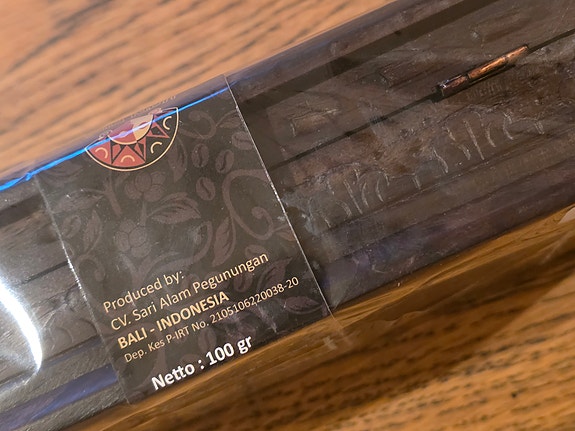 Produced by:
CV. Sari Alam Pegunungan
BALI - INDONESIA
Dep. Kes P-IRT No. 2105106220038-20
Netto : 100 gr